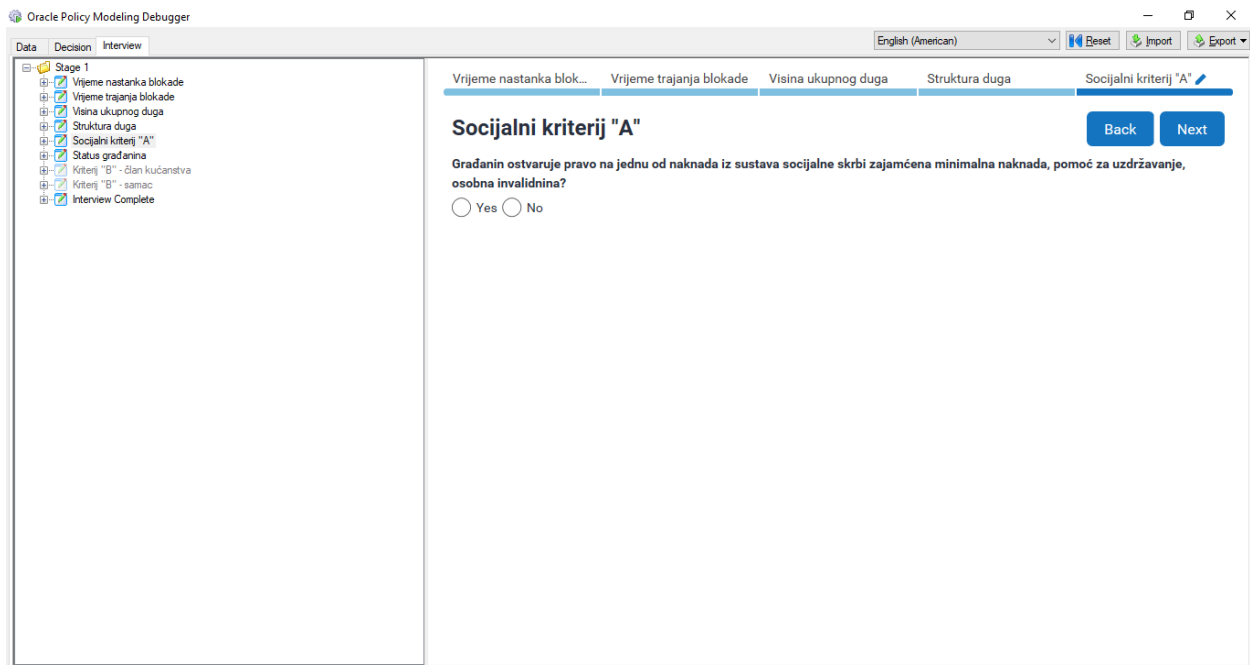 Oracle Policy Modeling Debugger
Data Decision Interview
English (American) Reset Import Export
Stage 1
Vrijeme nastanka blokade
Vrijeme trajanja blokade
Visina ukupnog duga
Struktura duga
Socijalni kriterij "A"
Status građanina
Kriterij "B" - član kućanstva
Kriterij "B" - samac
Interview Complete
Vrijeme nastanka blok... Vrijeme trajanja blokade Visina ukupnog duga Struktura duga Socijalni kriterij "A"
Socijalni kriterij "A"
Back Next
Građanin ostvaruje pravo na jednu od naknada iz sustava socijalne skrbi zajamćena minimalna naknada, pomoć za uzdržavanje,
osobna invalidnina?
Yes No